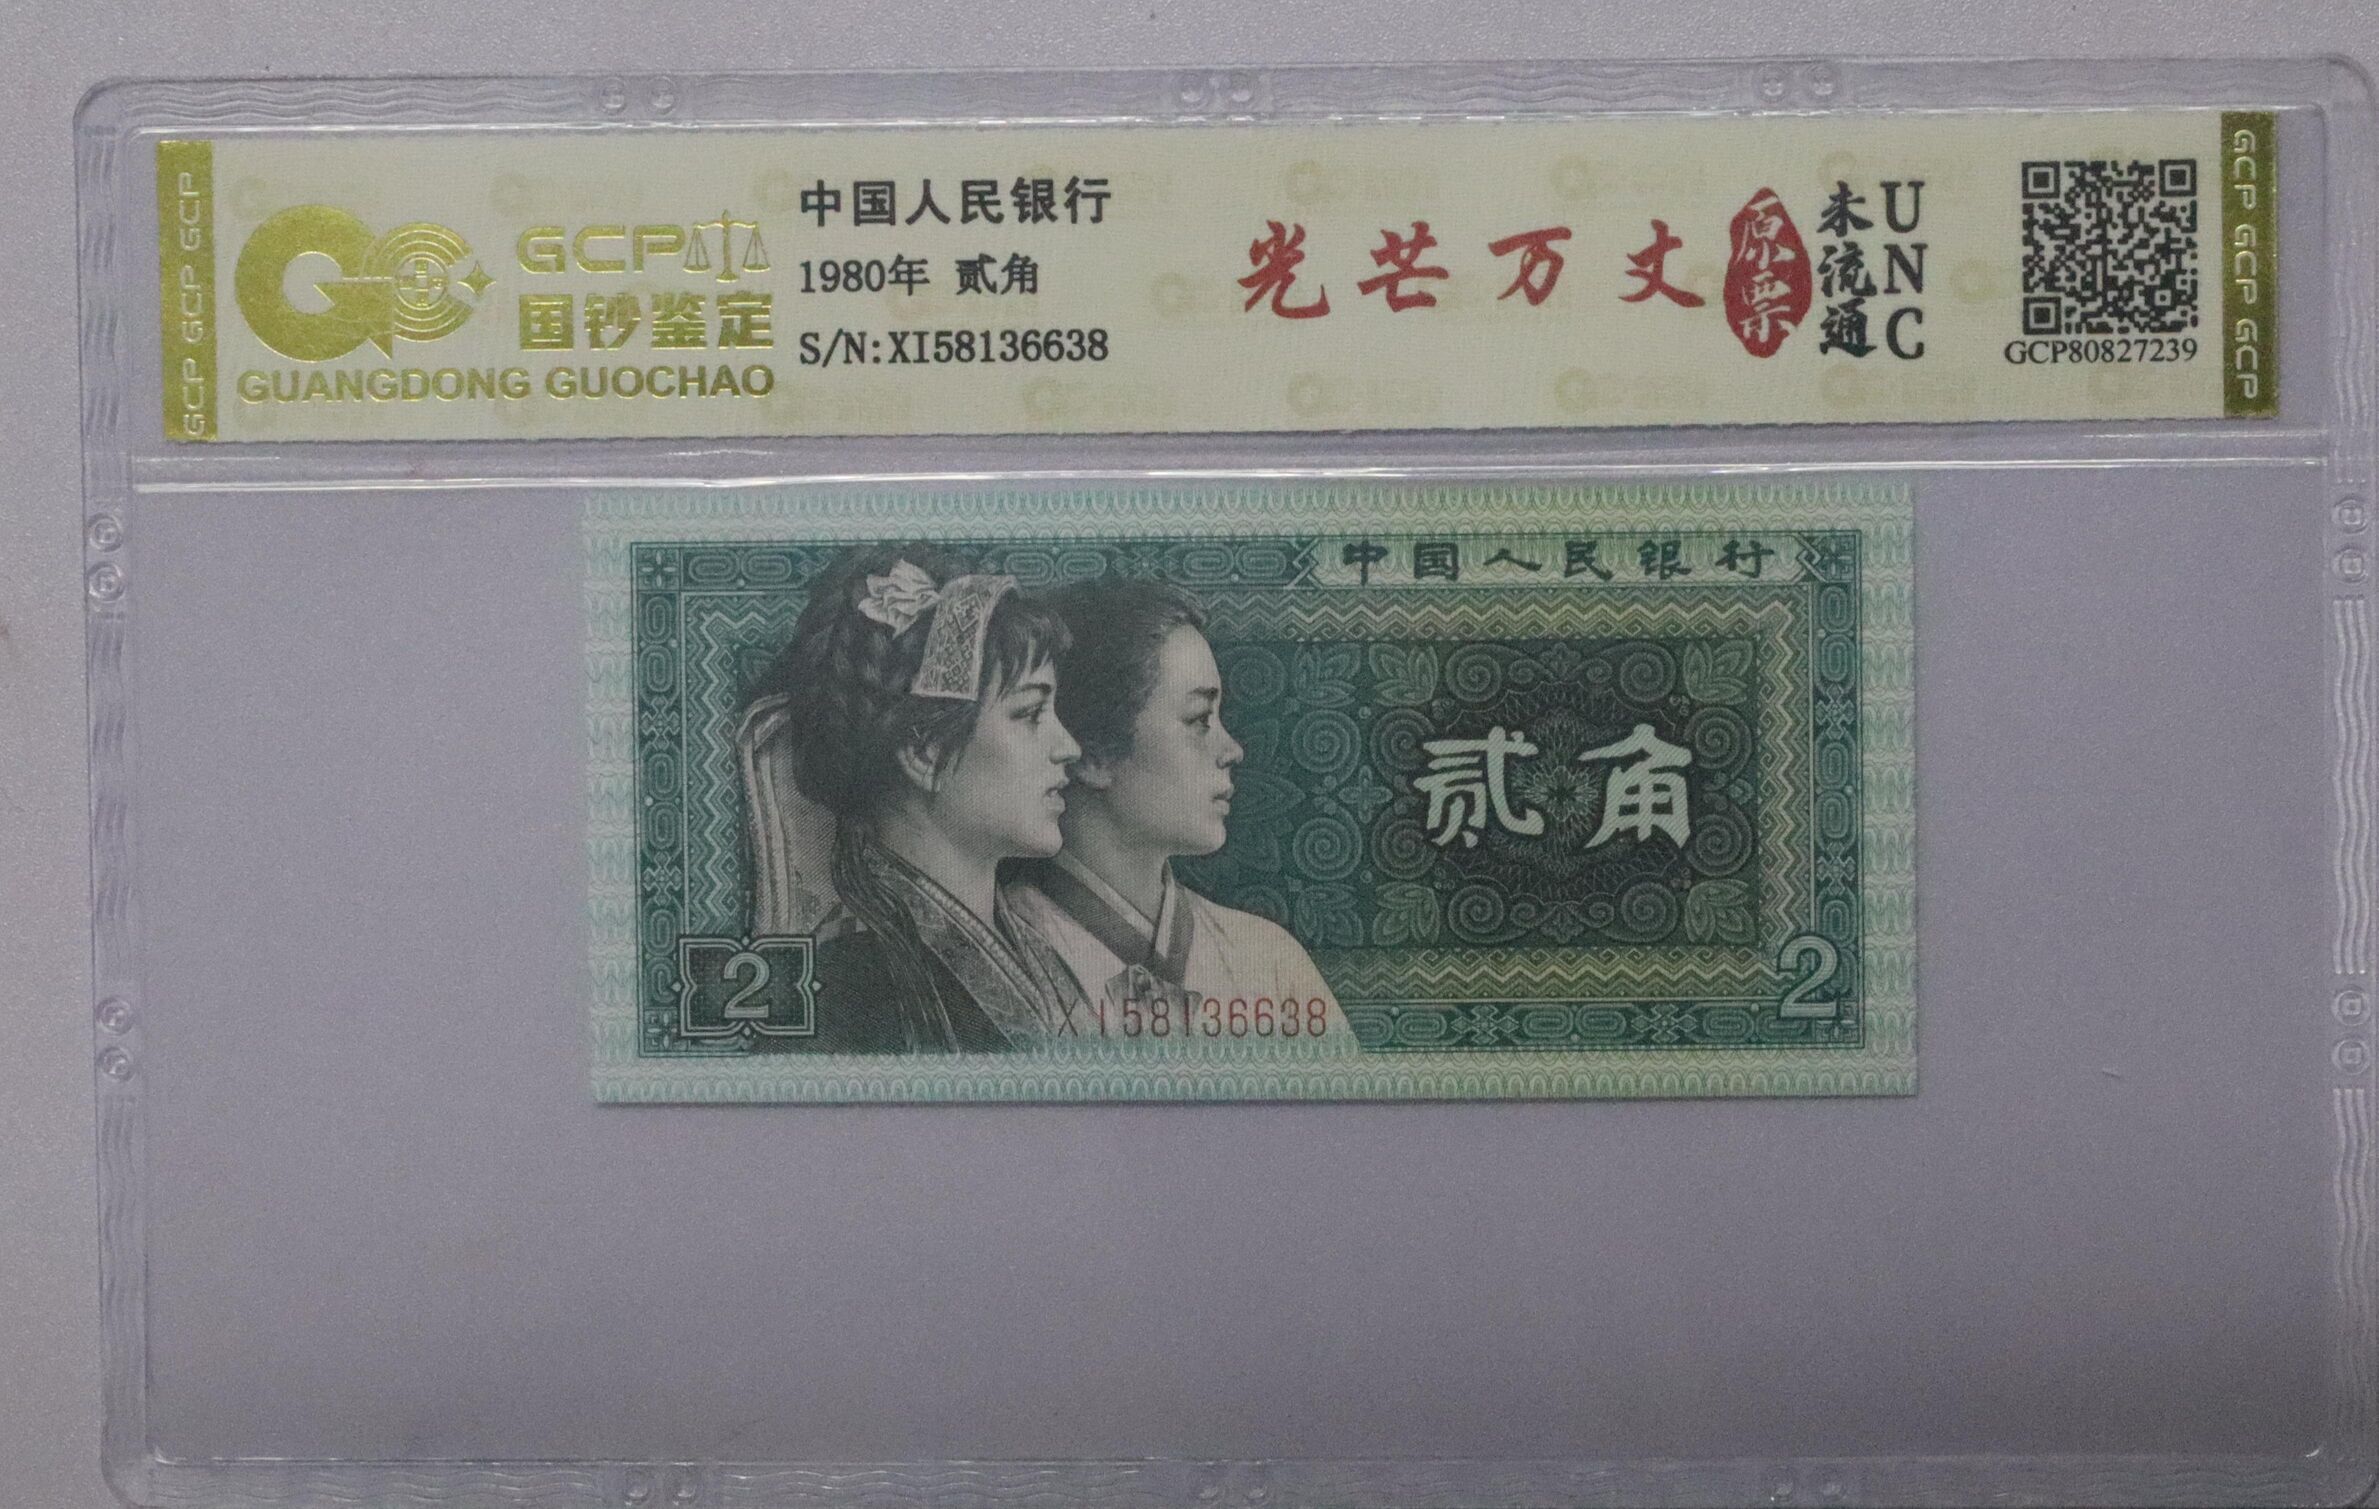 GCP GCP GCP
GCP
国钞鉴定
GUANGDONG GUOCHAO
中国人民银行
1980年 贰角
S/N:XI58136638
光芒万丈
原票
未流通
UNC
GCP80827239
GCP GCP GCP GCP
中国人民银行
贰角
2
XI58136638
2